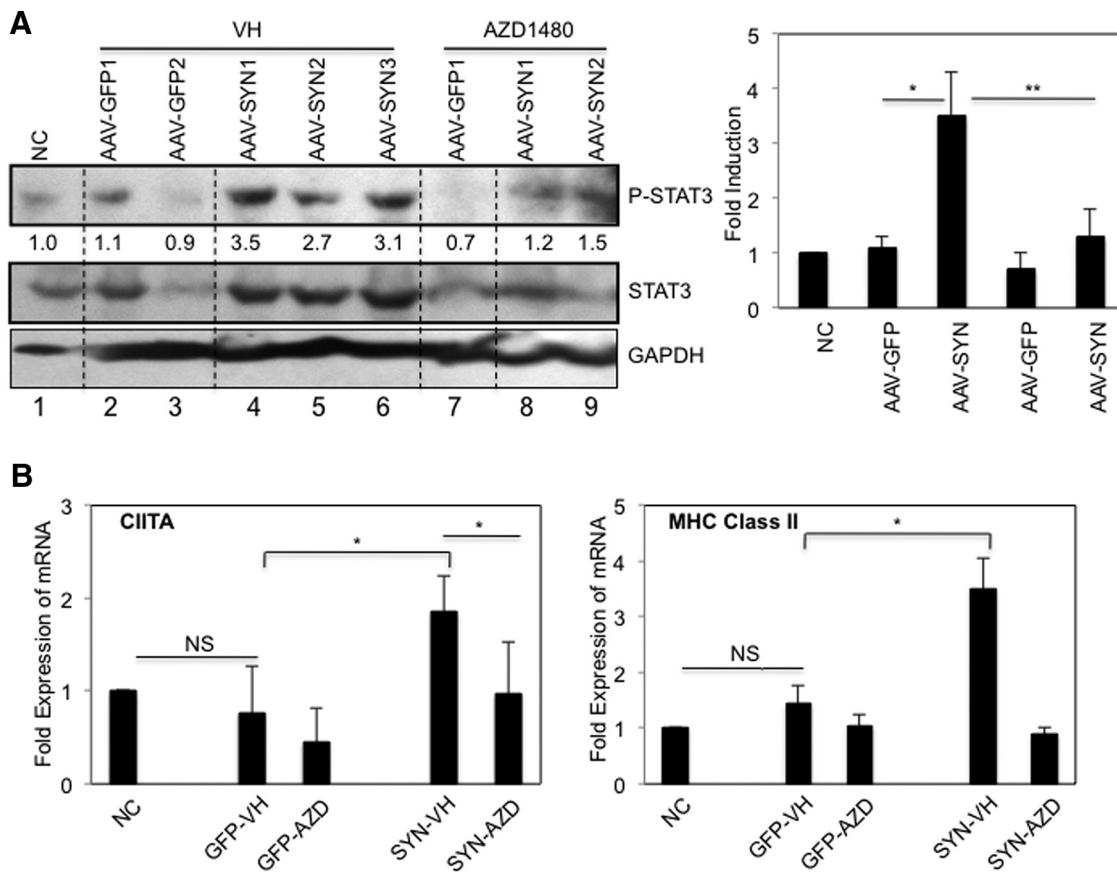 A
VH
AZD1480
NC
AAV-GFP1
AAV-GFP2
AAV-SYN1
AAV-SYN2
AAV-SYN3
AAV-GFP1
AAV-SYN1
AAV-SYN2
P-STAT3
1.0 1.1 0.9 3.5 2.7 3.1 0.7 1.2 1.5
STAT3
GAPDH
1 2 3 4 5 6 7 8 9
Fold Induction
5
4
3
2
1
0
*
**
NC
AAV-GFP
AAV-SYN
AAV-GFP
AAV-SYN
B
CIITA
Fold Expression of mRNA
3
2
1
0
NS
*
*
NC
GFP-VH
GFP-AZD
SYN-VH
SYN-AZD
MHC Class II
Fold Expression of mRNA
5
4
3
2
1
0
NS
*
NC
GFP-VH
GFP-AZD
SYN-VH
SYN-AZD